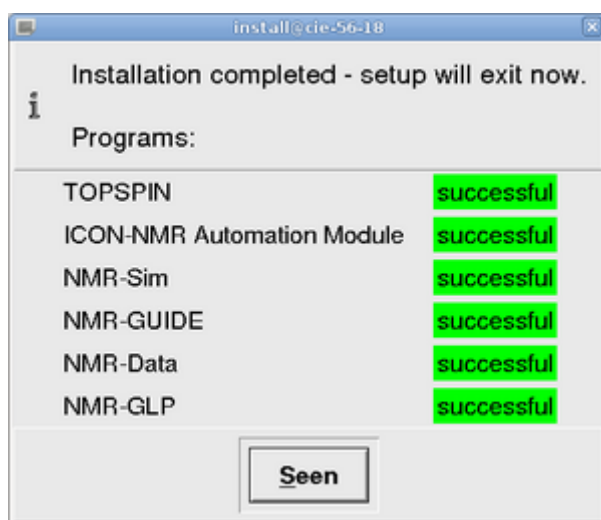 install@cie-56-18
Installation completed - setup will exit now.
Programs:
TOPSPIN successful
ICON-NMR Automation Module successful
NMR-Sim successful
NMR-GUIDE successful
NMR-Data successful
NMR-GLP successful
Seen